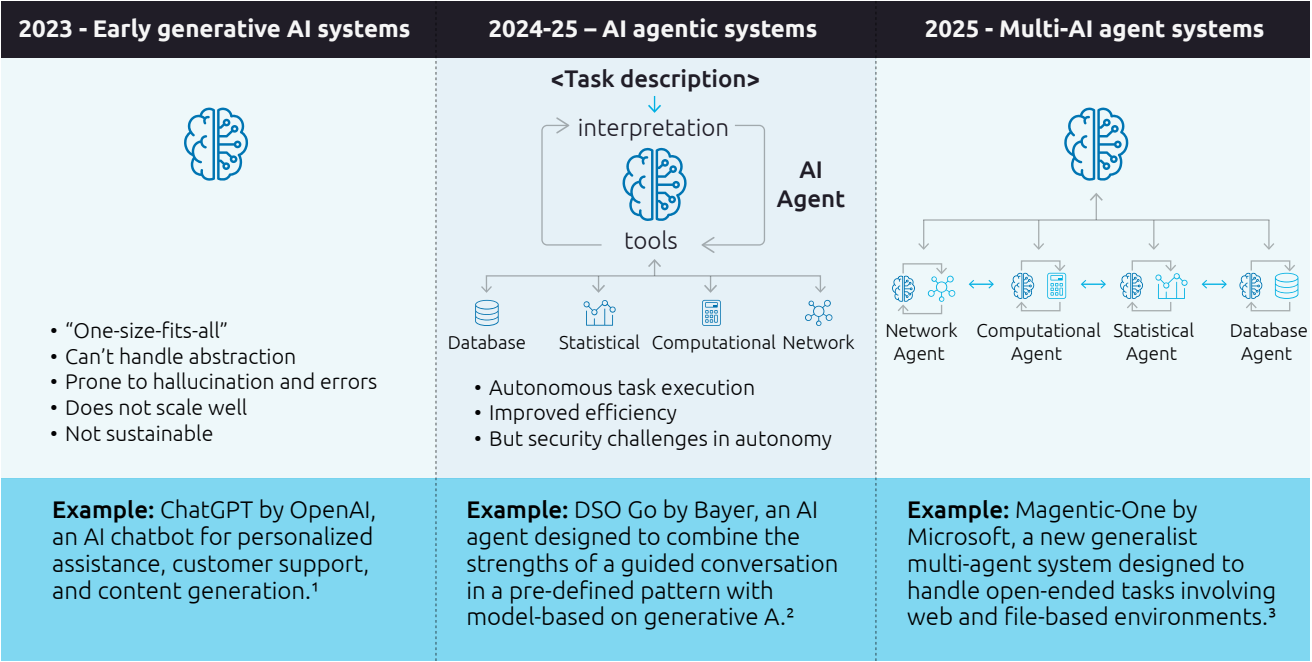 2023 - Early generative AI systems
• “One-size-fits-all”
• Can’t handle abstraction
• Prone to hallucination and errors
• Does not scale well
• Not sustainable
Example: ChatGPT by OpenAI,
an AI chatbot for personalized
assistance, customer support,
and content generation.¹
2024-25 – AI agentic systems
<Task description>
interpretation
AI
Agent
tools
Database
Statistical
Computational
Network
• Autonomous task execution
• Improved efficiency
• But security challenges in autonomy
Example: DSO Go by Bayer, an AI
agent designed to combine the
strengths of a guided conversation
in a pre-defined pattern with
model-based on generative A.²
2025 - Multi-AI agent systems
Network
Agent
Computational
Agent
Statistical
Agent
Database
Agent
Example: Magentic-One by
Microsoft, a new generalist
multi-agent system designed to
handle open-ended tasks involving
web and file-based environments.³